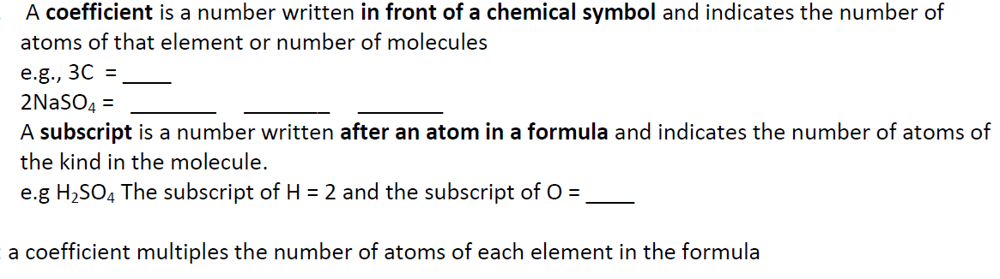 A coefficient is a number written in front of a chemical symbol and indicates the number of
atoms of that element or number of molecules
e.g., 3C = ____
2NaSO₄ = ________ ________ ________
A subscript is a number written after an atom in a formula and indicates the number of atoms of
the kind in the molecule.
e.g H₂SO₄ The subscript of H = 2 and the subscript of O = ____
a coefficient multiples the number of atoms of each element in the formula